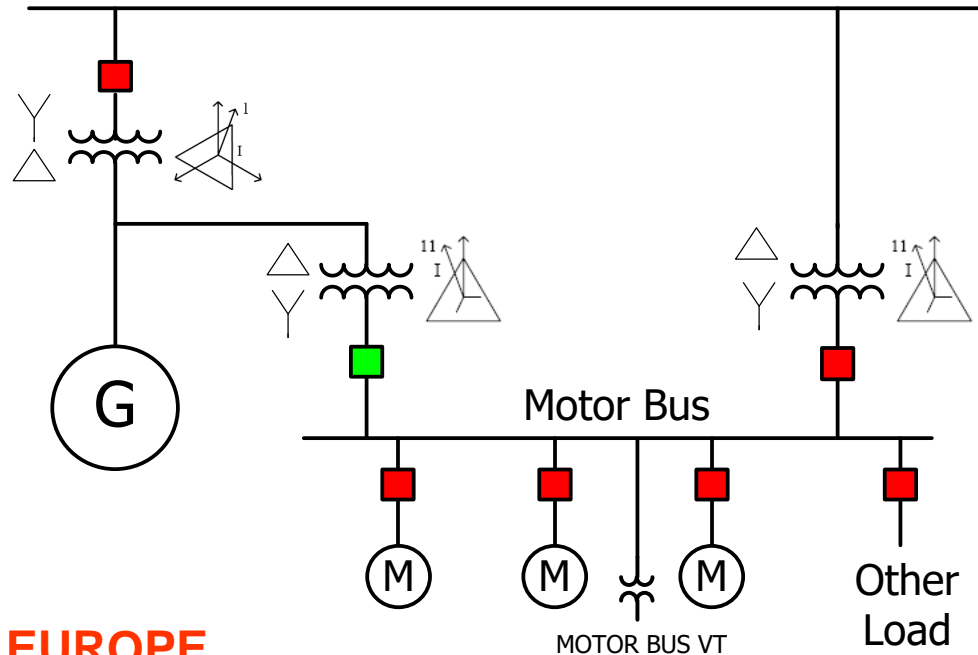 1
I
11
I
11
I
G
Motor Bus
M
M
M
Other
Load
MOTOR BUS VT
EUROPE